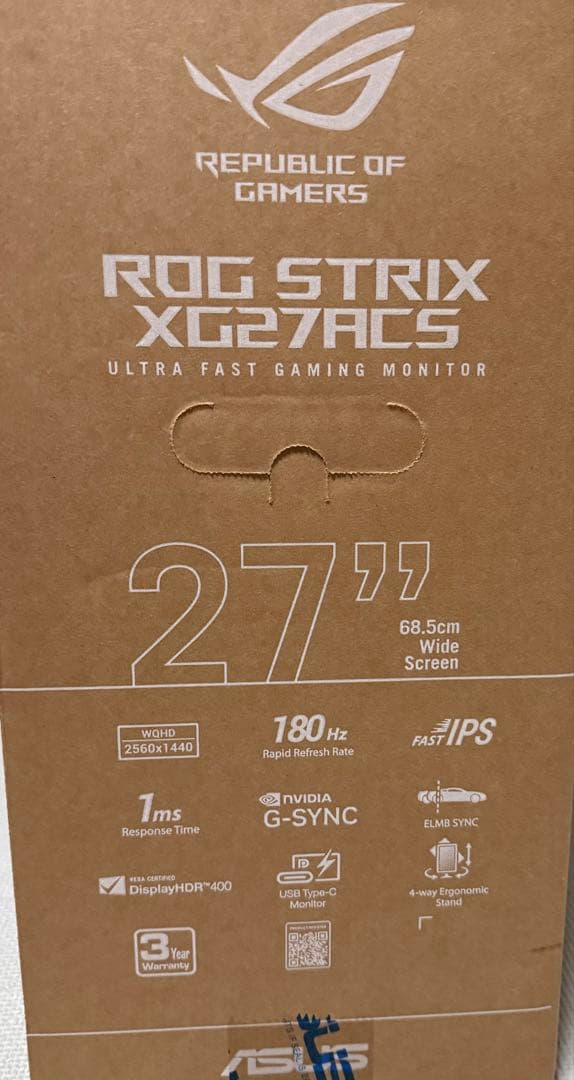 REPUBLIC OF
GAMERS
ROG STRIX
XG27ACS
ULTRA FAST GAMING MONITOR
27”
68.5cm
Wide
Screen
WQHD
2560x1440
180 Hz
Rapid Refresh Rate
FAST IPS
1ms
Response Time
NVIDIA
G-SYNC
ELMB SYNC
VESA CERTIFIED
DisplayHDR™400
USB Type-C
Monitor
4-way Ergonomic
Stand
3 Year
Warranty
ASUS